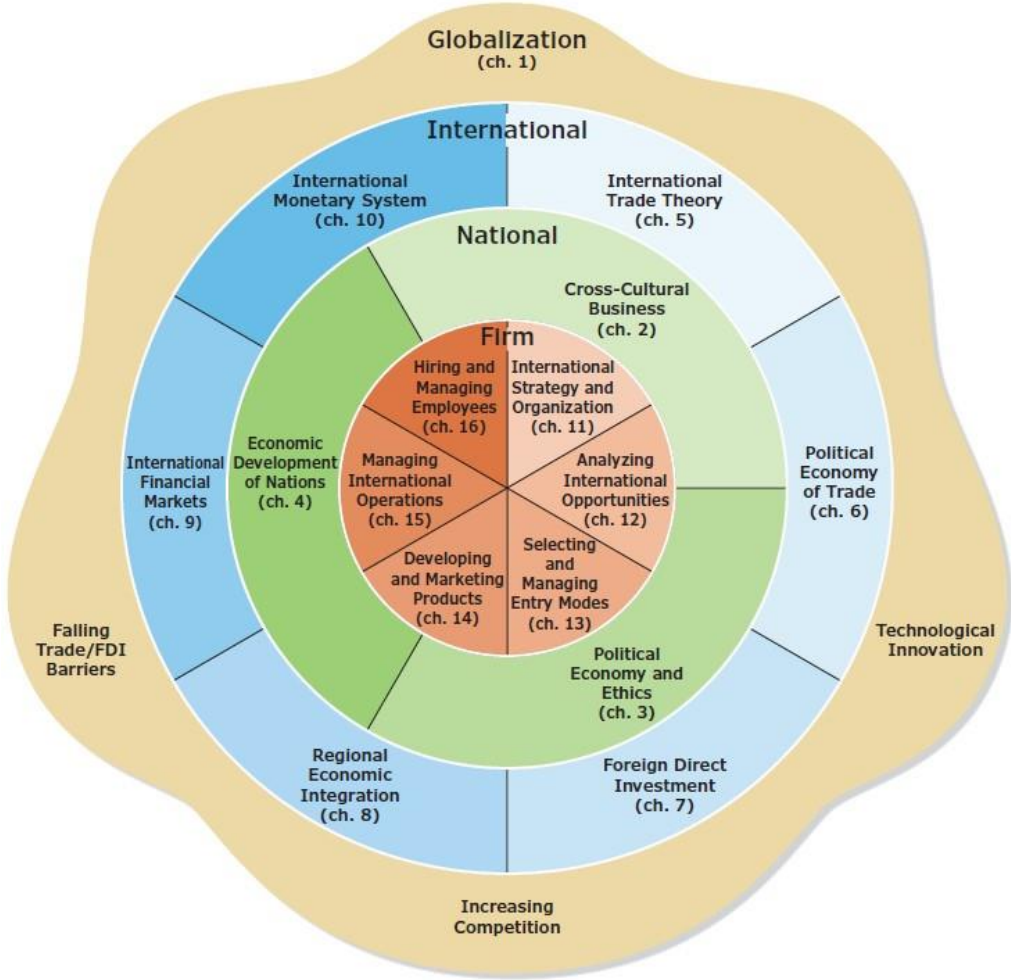 Globalization
(ch. 1)
International
International
Monetary System
(ch. 10)
International
Trade Theory
(ch. 5)
National
Cross-Cultural
Business
(ch. 2)
Firm
Hiring and
Managing
Employees
(ch. 16)
International
Strategy and
Organization
(ch. 11)
Economic
Development
of Nations
(ch. 4)
Managing
International
Operations
(ch. 15)
Analyzing
International
Opportunities
(ch. 12)
International
Financial
Markets
(ch. 9)
Political
Economy
of Trade
(ch. 6)
Developing
and Marketing
Products
(ch. 14)
Selecting
and
Managing
Entry Modes
(ch. 13)
Falling
Trade/FDI
Barriers
Technological
Innovation
Political
Economy and
Ethics
(ch. 3)
Regional
Economic
Integration
(ch. 8)
Foreign Direct
Investment
(ch. 7)
Increasing
Competition